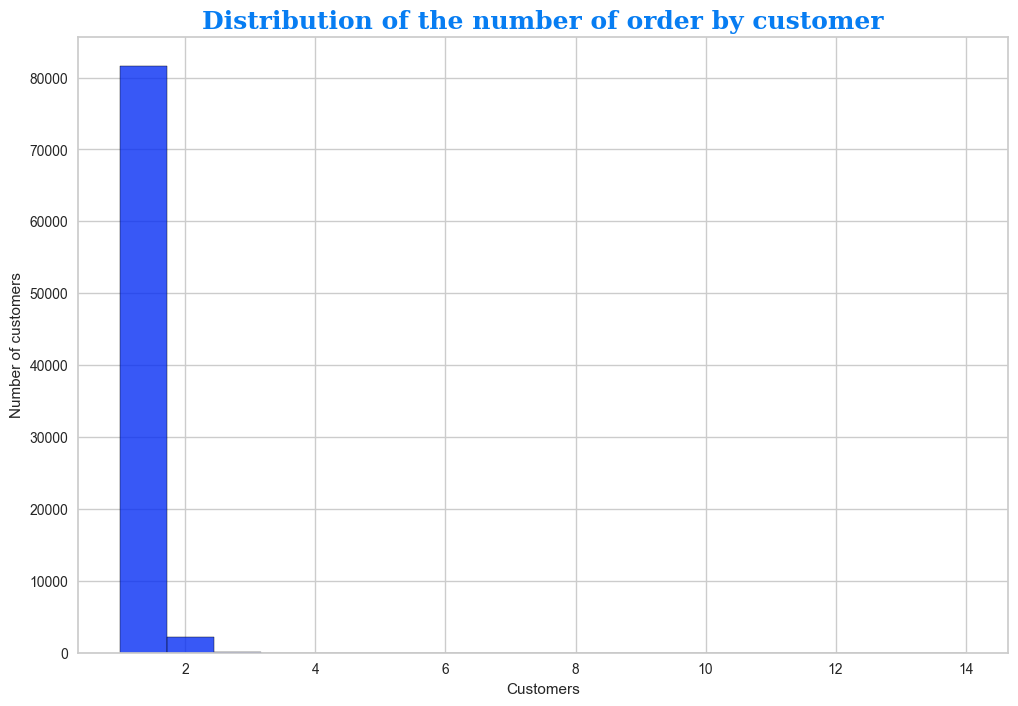 Distribution of the number of order by customer
80000
70000
60000
50000
40000
30000
20000
10000
0
Number of customers
2 4 6 8 10 12 14
Customers